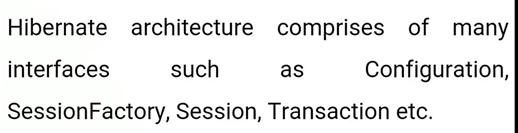 Hibernate architecture comprises of many
interfaces such as Configuration,
SessionFactory, Session, Transaction etc.